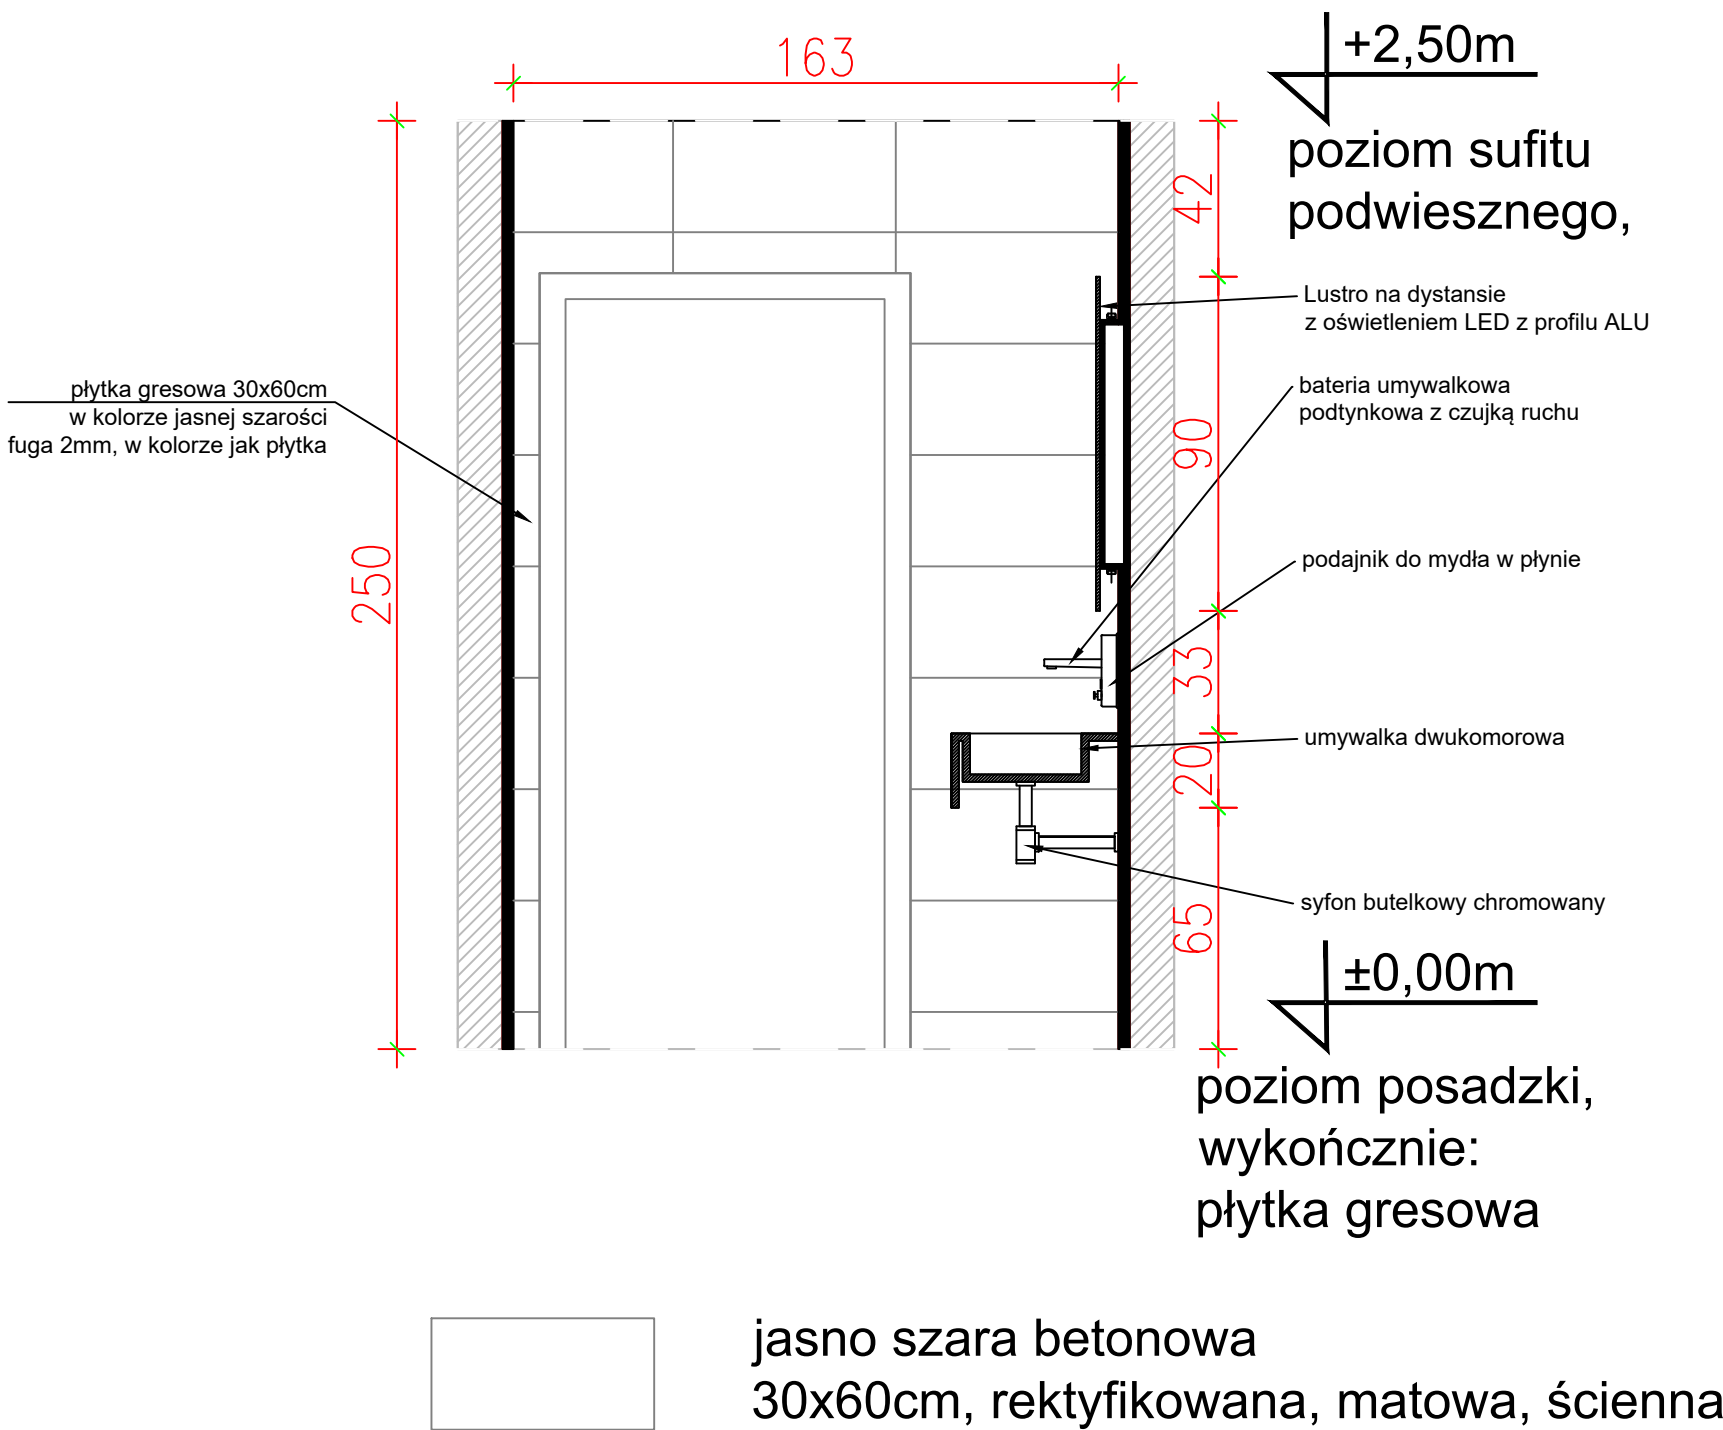 163
+2,50m
poziom sufitu
podwiesznego,
42
Lustro na dystansie
z oświetleniem LED z profilu ALU
płytka gresowa 30x60cm
w kolorze jasnej szarości
fuga 2mm, w kolorze jak płytka
bateria umywalkowa
podtynkowa z czujką ruchu
90
250
podajnik do mydła w płynie
33
umywalka dwukomorowa
20
syfon butelkowy chromowany
65
±0,00m
poziom posadzki,
wykończnie:
płytka gresowa
jasno szara betonowa
30x60cm, rektyfikowana, matowa, ścienna